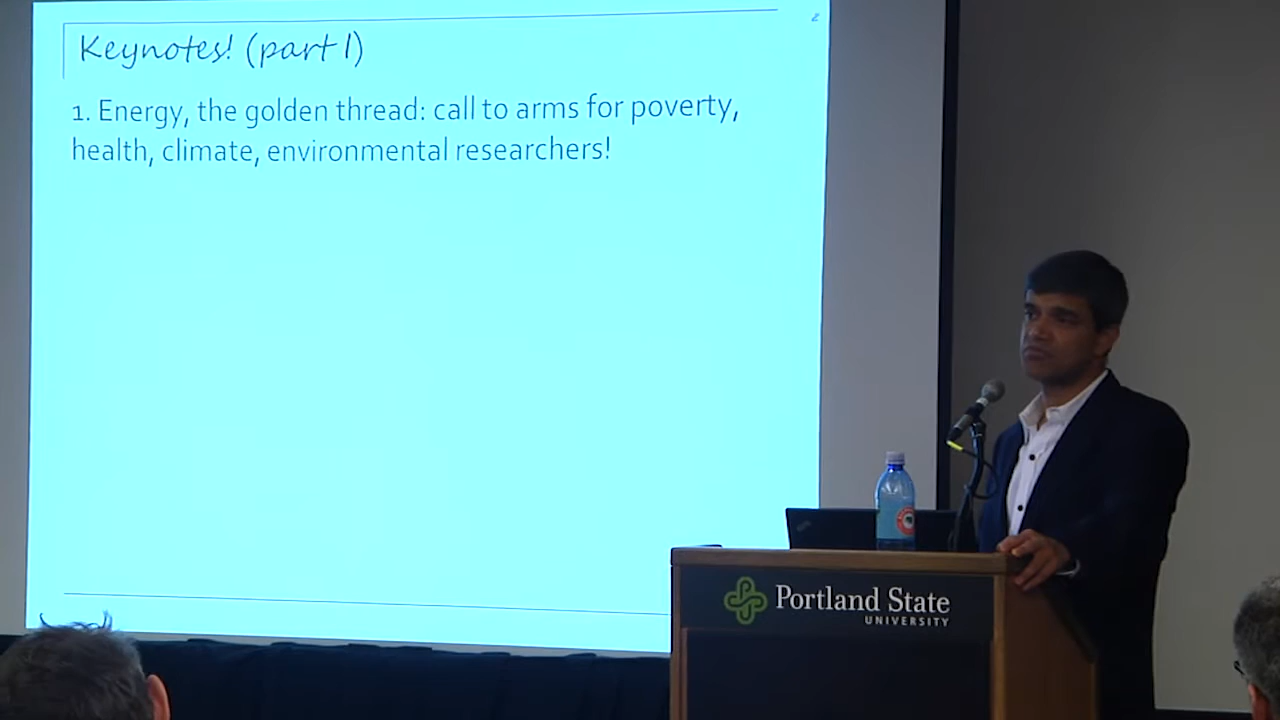 2
Keynotes! (part I)
1. Energy, the golden thread: call to arms for poverty,
health, climate, environmental researchers!
Portland State
UNIVERSITY